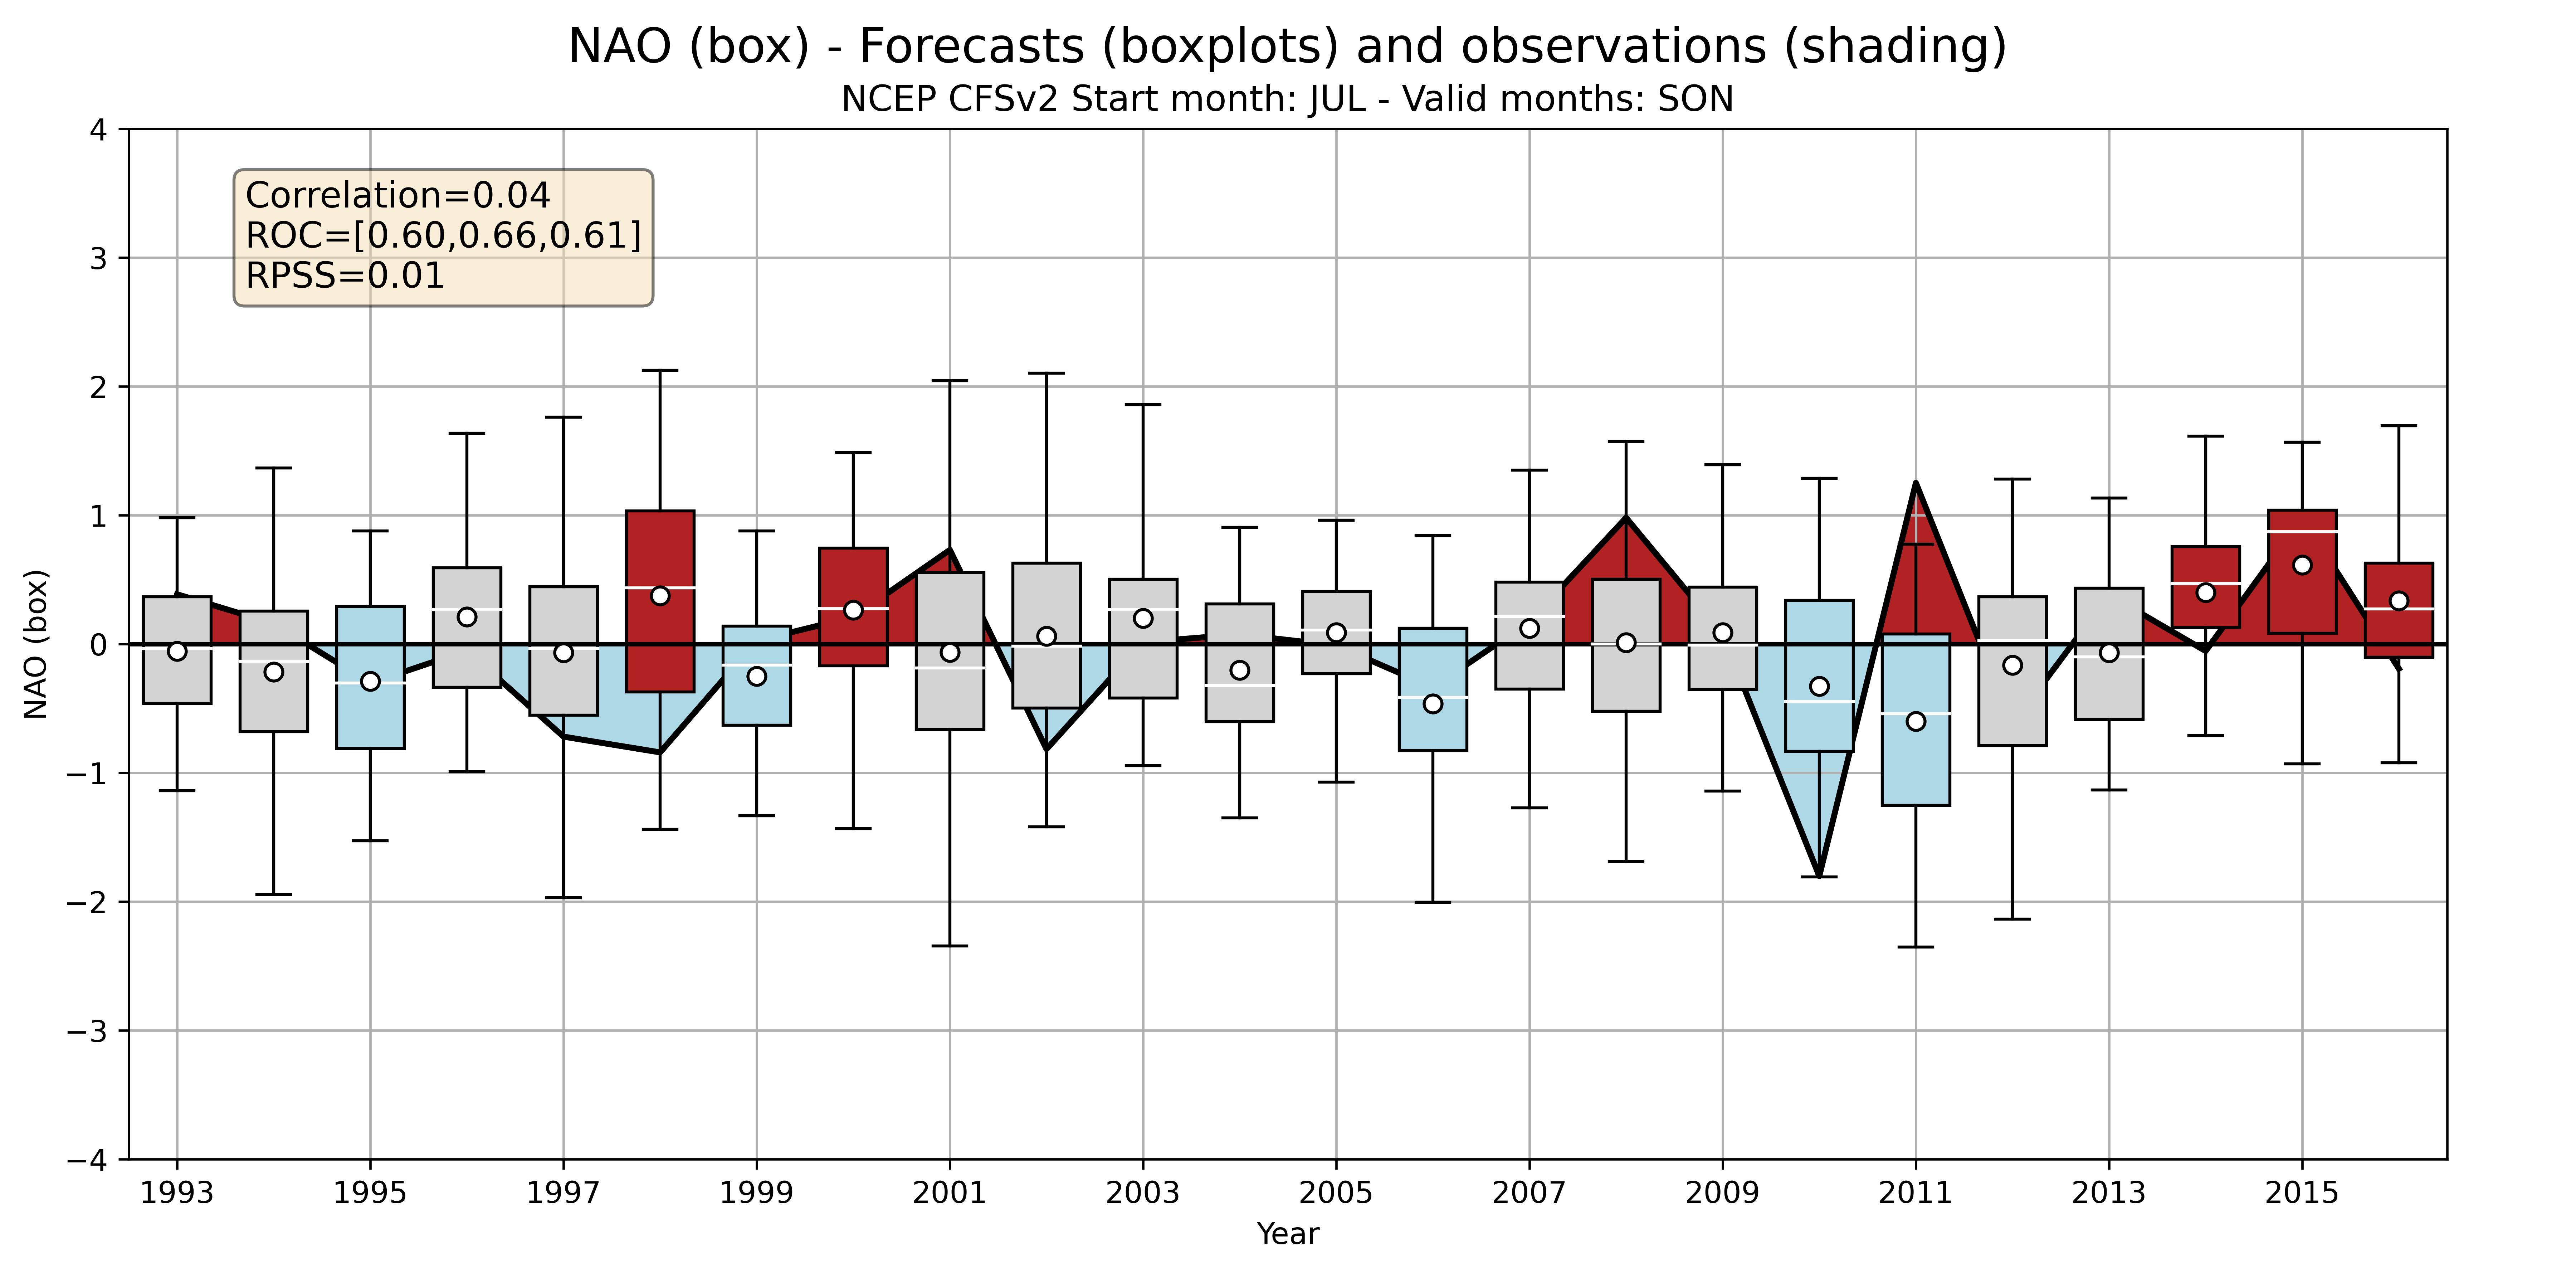 NAO (box) - Forecasts (boxplots) and observations (shading)
NCEP CFSv2 Start month: JUL - Valid months: SON
Correlation=0.04
ROC=[0.60,0.66,0.61]
RPSS=0.01
NAO (box)
4
3
2
1
0
−1
−2
−3
−4
1993 1995 1997 1999 2001 2003 2005 2007 2009 2011 2013 2015
Year